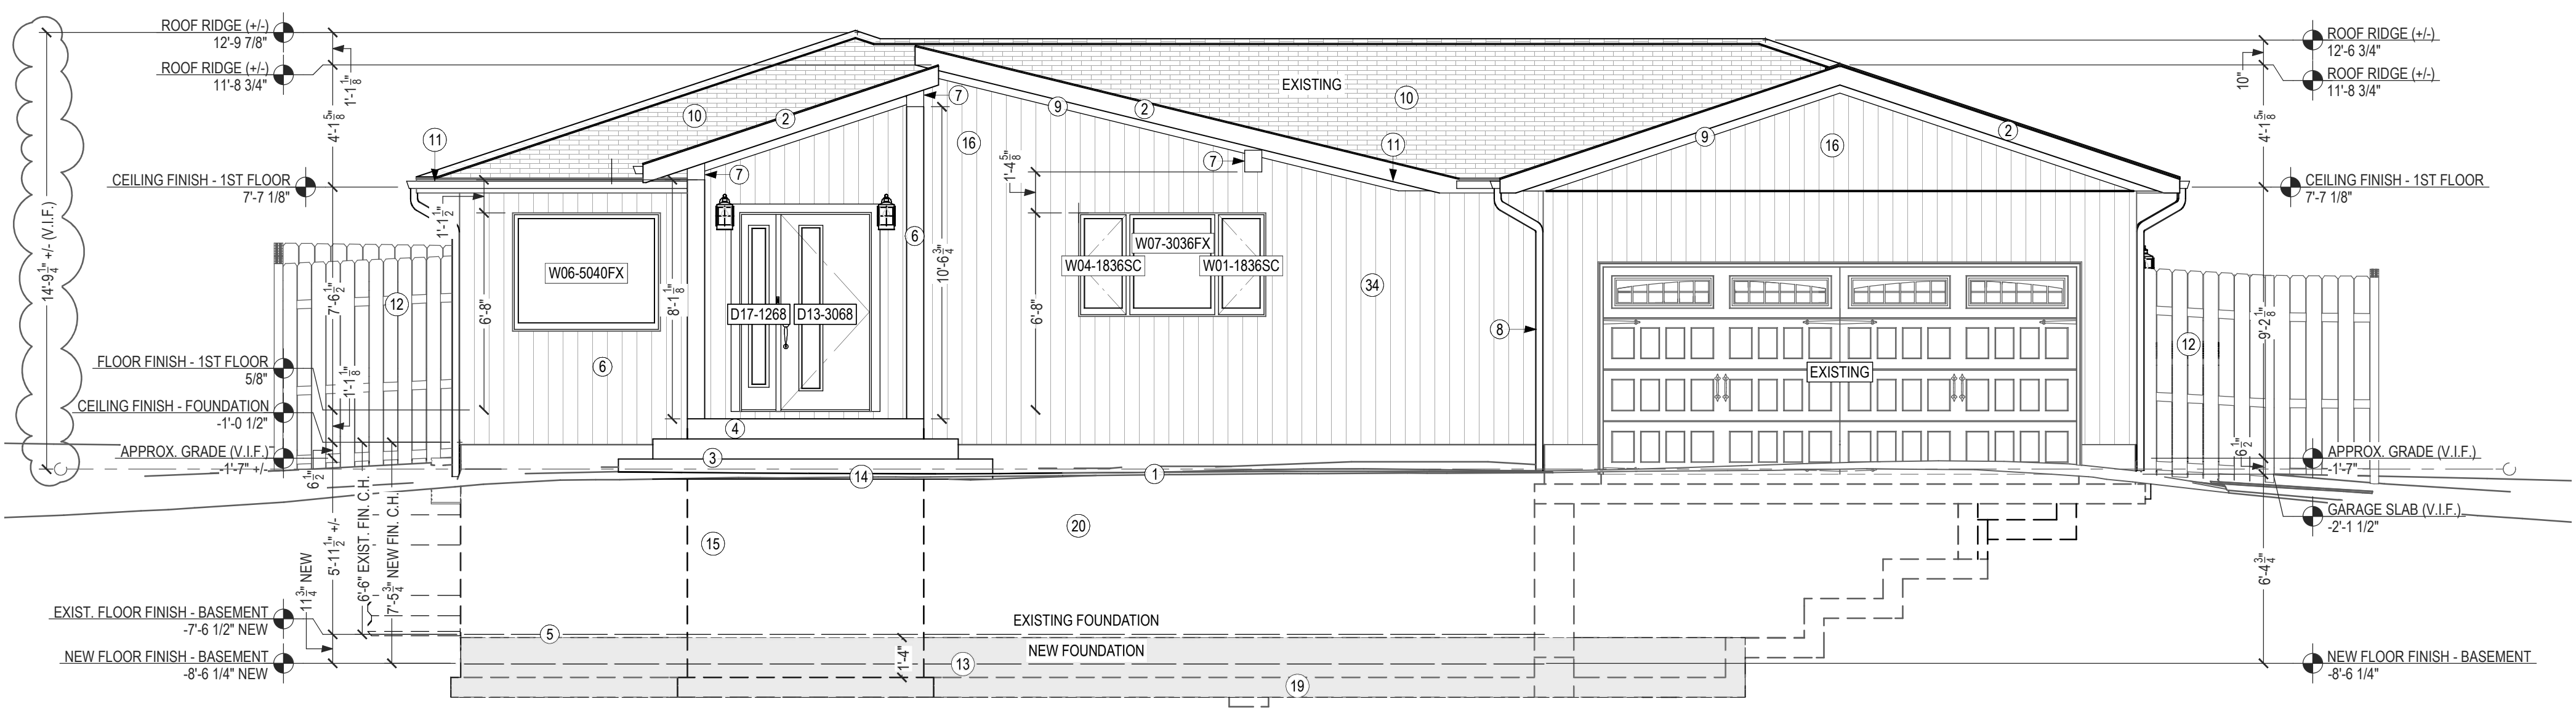 ROOF RIDGE (+/-)
12'-9 7/8"
ROOF RIDGE (+/-)
11'-8 3/4"
1'-1 1/8"
4'-1 5/8"
CEILING FINISH - 1ST FLOOR
7'-7 1/8"
14'-9 1/4" +/- (V.I.F.)
7'-6 1/2"
FLOOR FINISH - 1ST FLOOR
5/8"
1'-1 1/8"
CEILING FINISH - FOUNDATION
-1'-0 1/2"
APPROX. GRADE (V.I.F.)
-1'-7" +/-
6 1/2"
5'-11 1/2" +/-
6'-6" EXIST. FIN. C.H.
7'-5 3/4" NEW FIN. C.H.
11 3/4" NEW
EXIST. FLOOR FINISH - BASEMENT
-7'-6 1/2" NEW
NEW FLOOR FINISH - BASEMENT
-8'-6 1/4" NEW
11
10
2
7
9
2
EXISTING
10
11
9
16
2
16
7
7
1'-4 5/8"
1'-1 1/2"
6'-8"
W06-5040FX
8'-1 1/8"
6
10'-6 3/4"
W07-3036FX
W04-1836SC
W01-1836SC
6'-8"
34
12
D17-1268
D13-3068
8
EXISTING
12
6
4
3
14
1
15
20
EXISTING FOUNDATION
5
NEW FOUNDATION
1'-4"
13
19
ROOF RIDGE (+/-)
12'-6 3/4"
ROOF RIDGE (+/-)
11'-8 3/4"
10"
4'-1 5/8"
CEILING FINISH - 1ST FLOOR
7'-7 1/8"
9'-2 1/8"
6 1/2"
APPROX. GRADE (V.I.F.)
-1'-7"
GARAGE SLAB (V.I.F.)
-2'-1 1/2"
6'-4 3/4"
NEW FLOOR FINISH - BASEMENT
-8'-6 1/4"